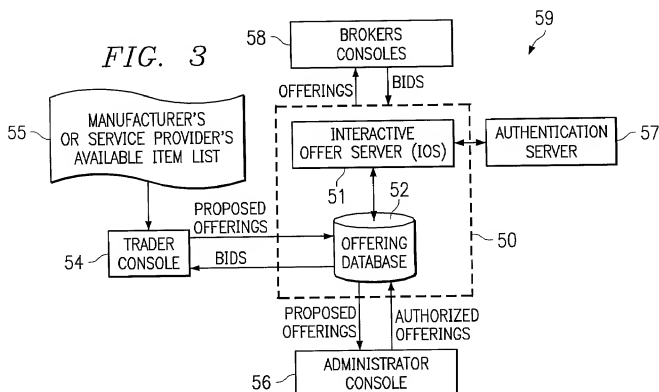 FIG. 3
58
BROKERS
CONSOLES
59
OFFERINGS
BIDS
55
MANUFACTURER'S
OR SERVICE PROVIDER'S
AVAILABLE ITEM LIST
INTERACTIVE
OFFER SERVER (IOS)
AUTHENTICATION
SERVER
57
51
52
PROPOSED
OFFERINGS
54
TRADER
CONSOLE
OFFERING
DATABASE
50
BIDS
PROPOSED
OFFERINGS
AUTHORIZED
OFFERINGS
56
ADMINISTRATOR
CONSOLE